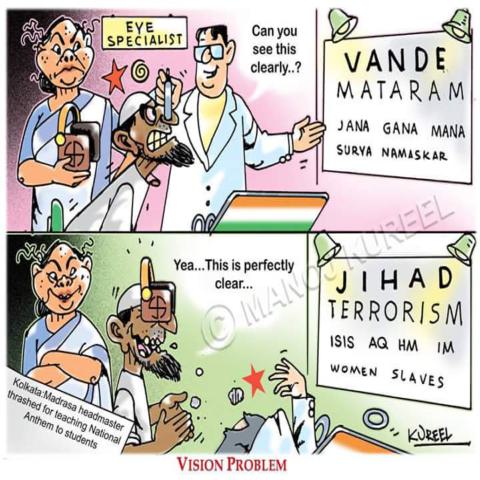 EYE
SPECIALIST
Can you
see this
clearly..?
VANDE
MATARAM
JANA GANA MANA
SURYA NAMASKAR
© MANOJ KUREEL
Yea...This is perfectly
clear...
JIHAD
TERRORISM
ISIS AQ HM IM
WOMEN SLAVES
Kolkata:Madrasa headmaster
thrashed for teaching National
Anthem to students
KUREEL
VISION PROBLEM